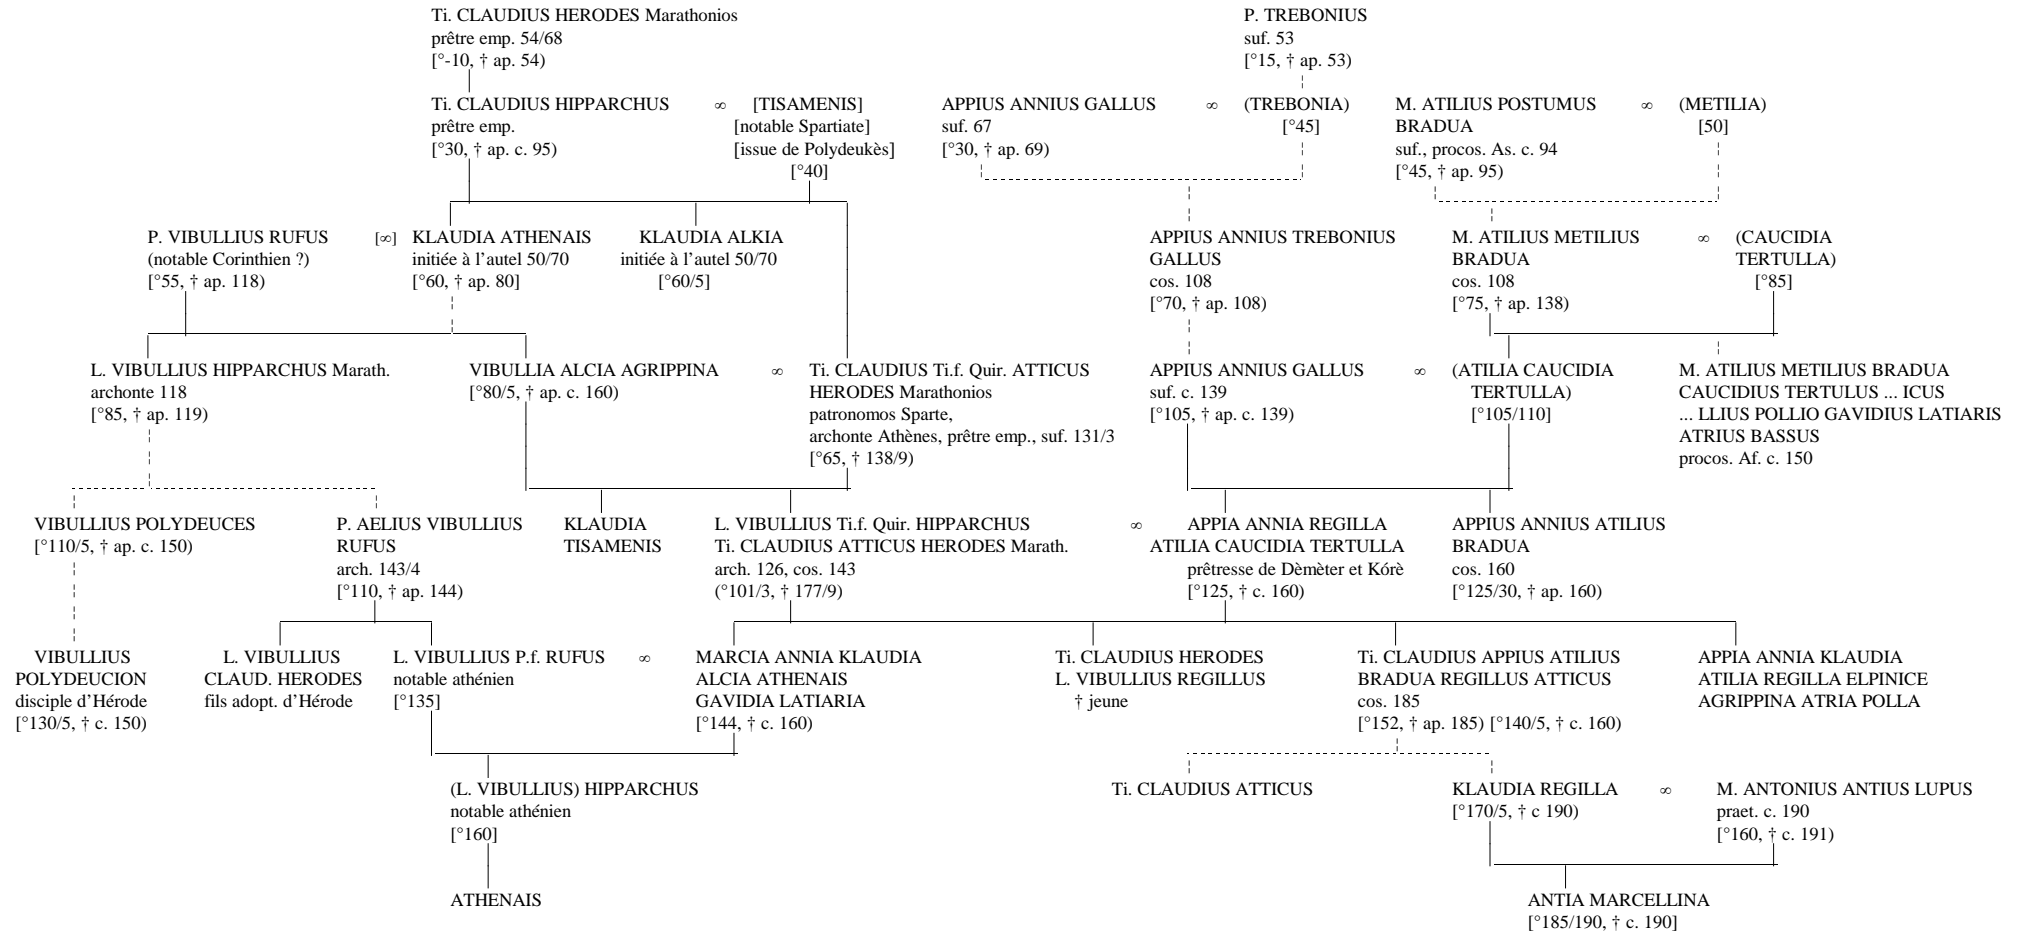 Ti. CLAUDIUS HERODES Marathonios
prêtre emp. 54/68
[°-10, † ap. 54)
P. TREBONIUS
suf. 53
[°15, † ap. 53)
Ti. CLAUDIUS HIPPARCHUS
prêtre emp.
[°30, † ap. c. 95)
∞
[TISAMENIS]
[notable Spartiate]
[issue de Polydeukès]
[°40]
APPIUS ANNIUS GALLUS
suf. 67
[°30, † ap. 69)
∞
(TREBONIA)
[°45]
M. ATILIUS POSTUMUS
BRADUA
suf., procos. As. c. 94
[°45, † ap. 95)
∞
(METILIA)
[50]
P. VIBULLIUS RUFUS
(notable Corinthien ?)
[°55, † ap. 118)
[∞]
KLAUDIA ATHENAIS
initiée à l'autel 50/70
[°60, † ap. 80]
KLAUDIA ALKIA
initiée à l'autel 50/70
[°60/5]
APPIUS ANNIUS TREBONIUS
GALLUS
cos. 108
[°70, † ap. 108)
M. ATILIUS METILIUS
BRADUA
cos. 108
[°75, † ap. 138)
∞
(CAUCIDIA
TERTULLA)
[°85]
L. VIBULLIUS HIPPARCHUS Marath.
archonte 118
[°85, † ap. 119)
VIBULLIA ALCIA AGRIPPINA
[°80/5, † ap. c. 160)
∞
Ti. CLAUDIUS Ti.f. Quir. ATTICUS
HERODES Marathonios
patronomos Sparte,
archonte Athènes, prêtre emp., suf. 131/3
[°65, † 138/9)
APPIUS ANNIUS GALLUS
suf. c. 139
[°105, † ap. c. 139)
∞
(ATILIA CAUCIDIA
TERTULLA)
[°105/110]
M. ATILIUS METILIUS BRADUA
CAUCIDIUS TERTULUS ... ICUS
... LLIUS POLLIO GAVIDIUS LATIARIS
ATRIUS BASSUS
procos. Af. c. 150
VIBULLIUS POLYDEUCES
[°110/5, † ap. c. 150)
P. AELIUS VIBULLIUS
RUFUS
arch. 143/4
[°110, † ap. 144)
KLAUDIA
TISAMENIS
L. VIBULLIUS Ti.f. Quir. HIPPARCHUS
Ti. CLAUDIUS ATTICUS HERODES Marath.
arch. 126, cos. 143
(°101/3, † 177/9)
∞
APPIA ANNIA REGILLA
ATILIA CAUCIDIA TERTULLA
prêtresse de Dèmèter et Kórè
[°125, † c. 160)
APPIUS ANNIUS ATILIUS
BRADUA
cos. 160
[°125/30, † ap. 160)
VIBULLIUS
POLYDEUCION
disciple d'Hérode
[°130/5, † c. 150)
L. VIBULLIUS
CLAUD. HERODES
fils adopt. d'Hérode
L. VIBULLIUS P.f. RUFUS
notable athénien
[°135]
∞
MARCIA ANNIA KLAUDIA
ALCIA ATHENAIS
GAVIDIA LATIARIA
[°144, † c. 160)
Ti. CLAUDIUS HERODES
L. VIBULLIUS REGILLUS
† jeune
Ti. CLAUDIUS APPIUS ATILIUS
BRADUA REGILLUS ATTICUS
cos. 185
[°152, † ap. 185) [°140/5, † c. 160)
APPIA ANNIA KLAUDIA
ATILIA REGILLA ELPINICE
AGRIPPINA ATRIA POLLA
(L. VIBULLIUS) HIPPARCHUS
notable athénien
[°160]
Ti. CLAUDIUS ATTICUS
KLAUDIA REGILLA
[°170/5, † c 190)
∞
M. ANTONIUS ANTIUS LUPUS
praet. c. 190
[°160, † c. 191)
ATHENAIS
ANTIA MARCELLINA
[°185/190, † c. 190]